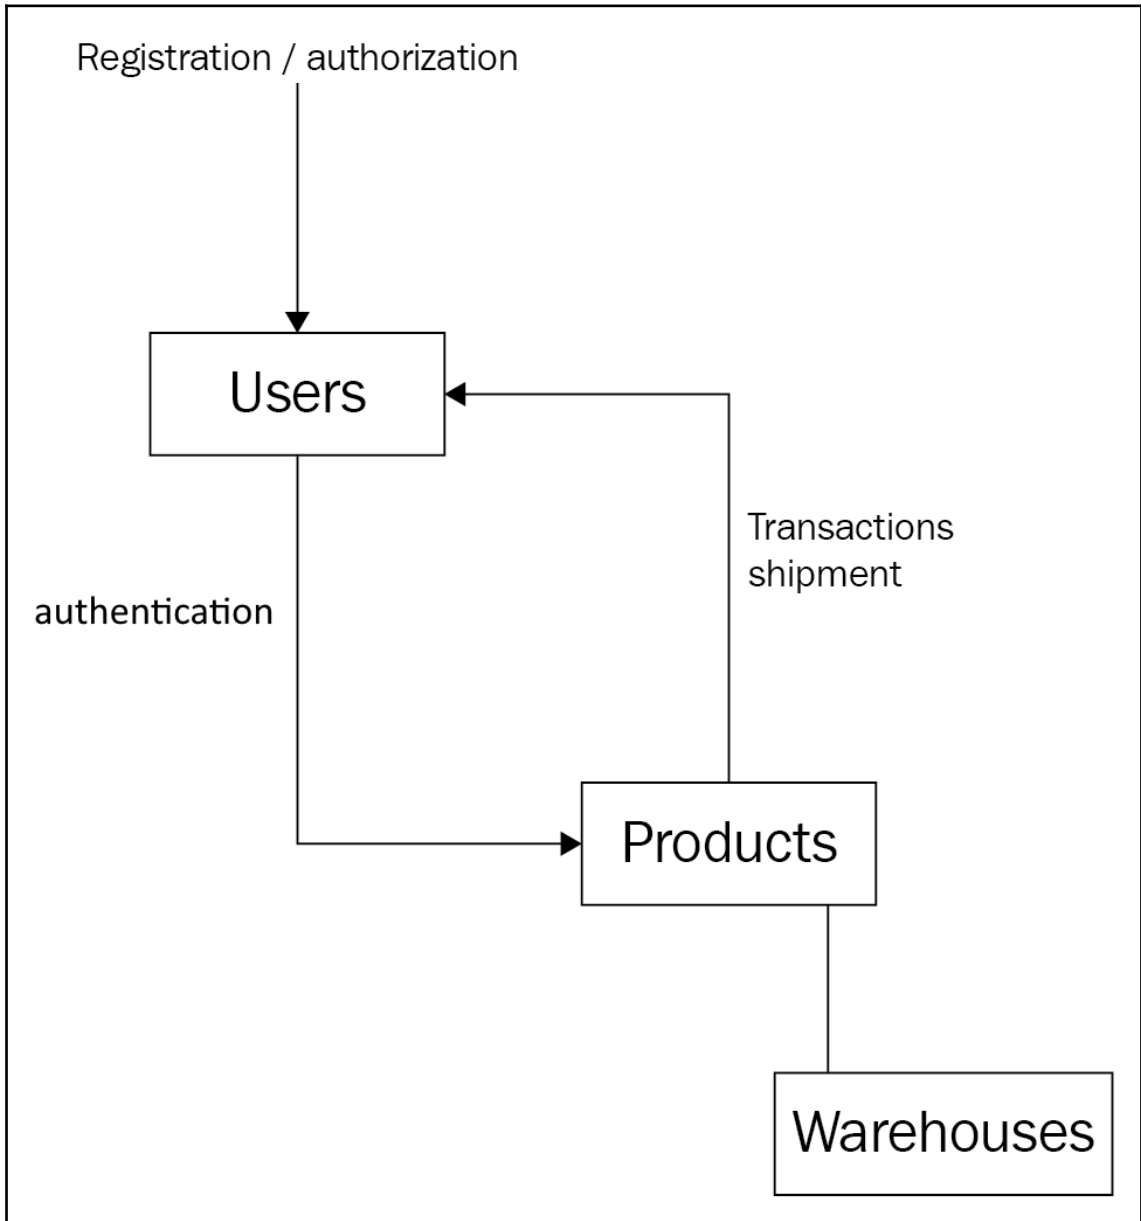 Registration / authorization
Users
Transactions
shipment
authentication
Products
Warehouses